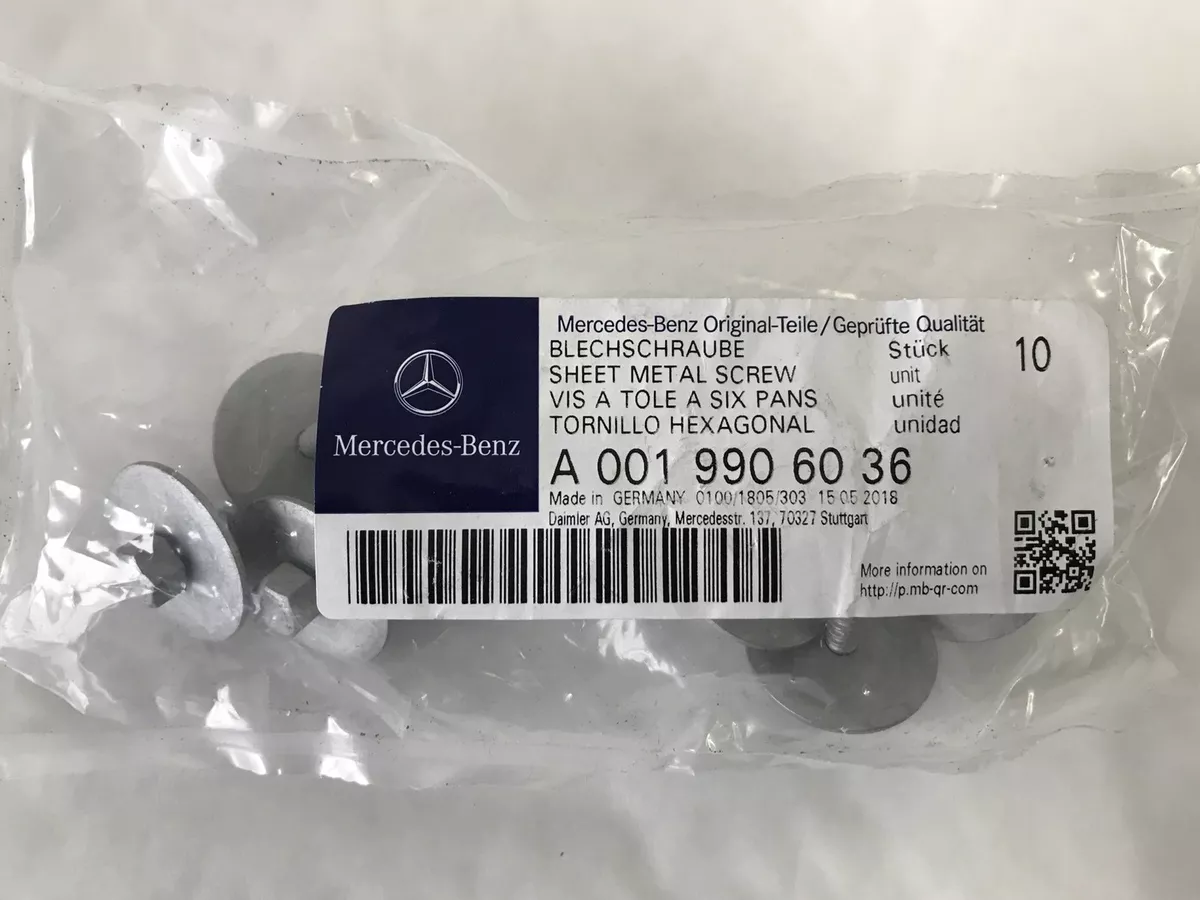 Mercedes-Benz
Mercedes-Benz Original-Teile/Geprüfte Qualität
BLECHSCHRAUBE Stück 10
SHEET METAL SCREW unit
VIS A TOLE A SIX PANS unité
TORNILLO HEXAGONAL unidad
A 001 990 60 36
Made in GERMANY 0100/1805/303 15.05.2018
Daimler AG, Germany, Mercedesstr. 137, 70327 Stuttgart
More information on
http://p.mb-qr-com